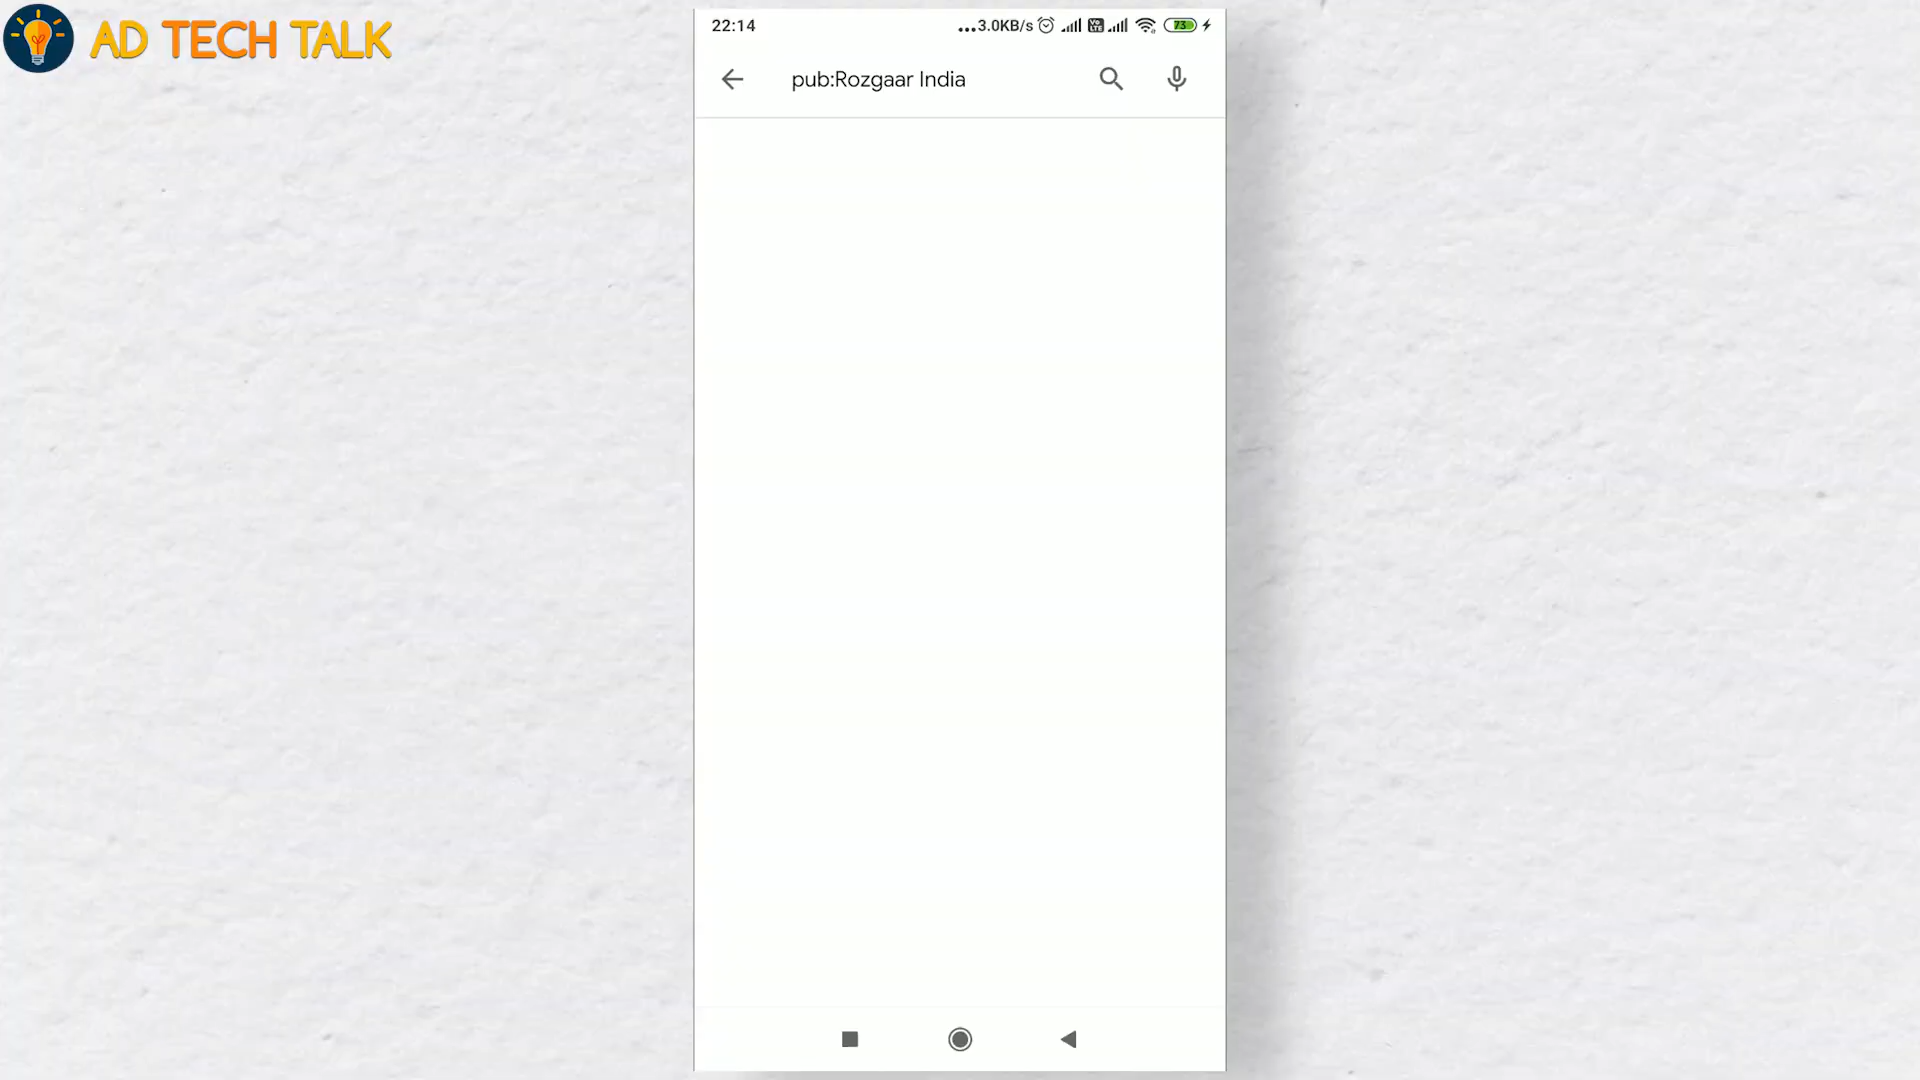 AD TECH TALK
22:14
...3.0KB/s
73
pub:Rozgaar India